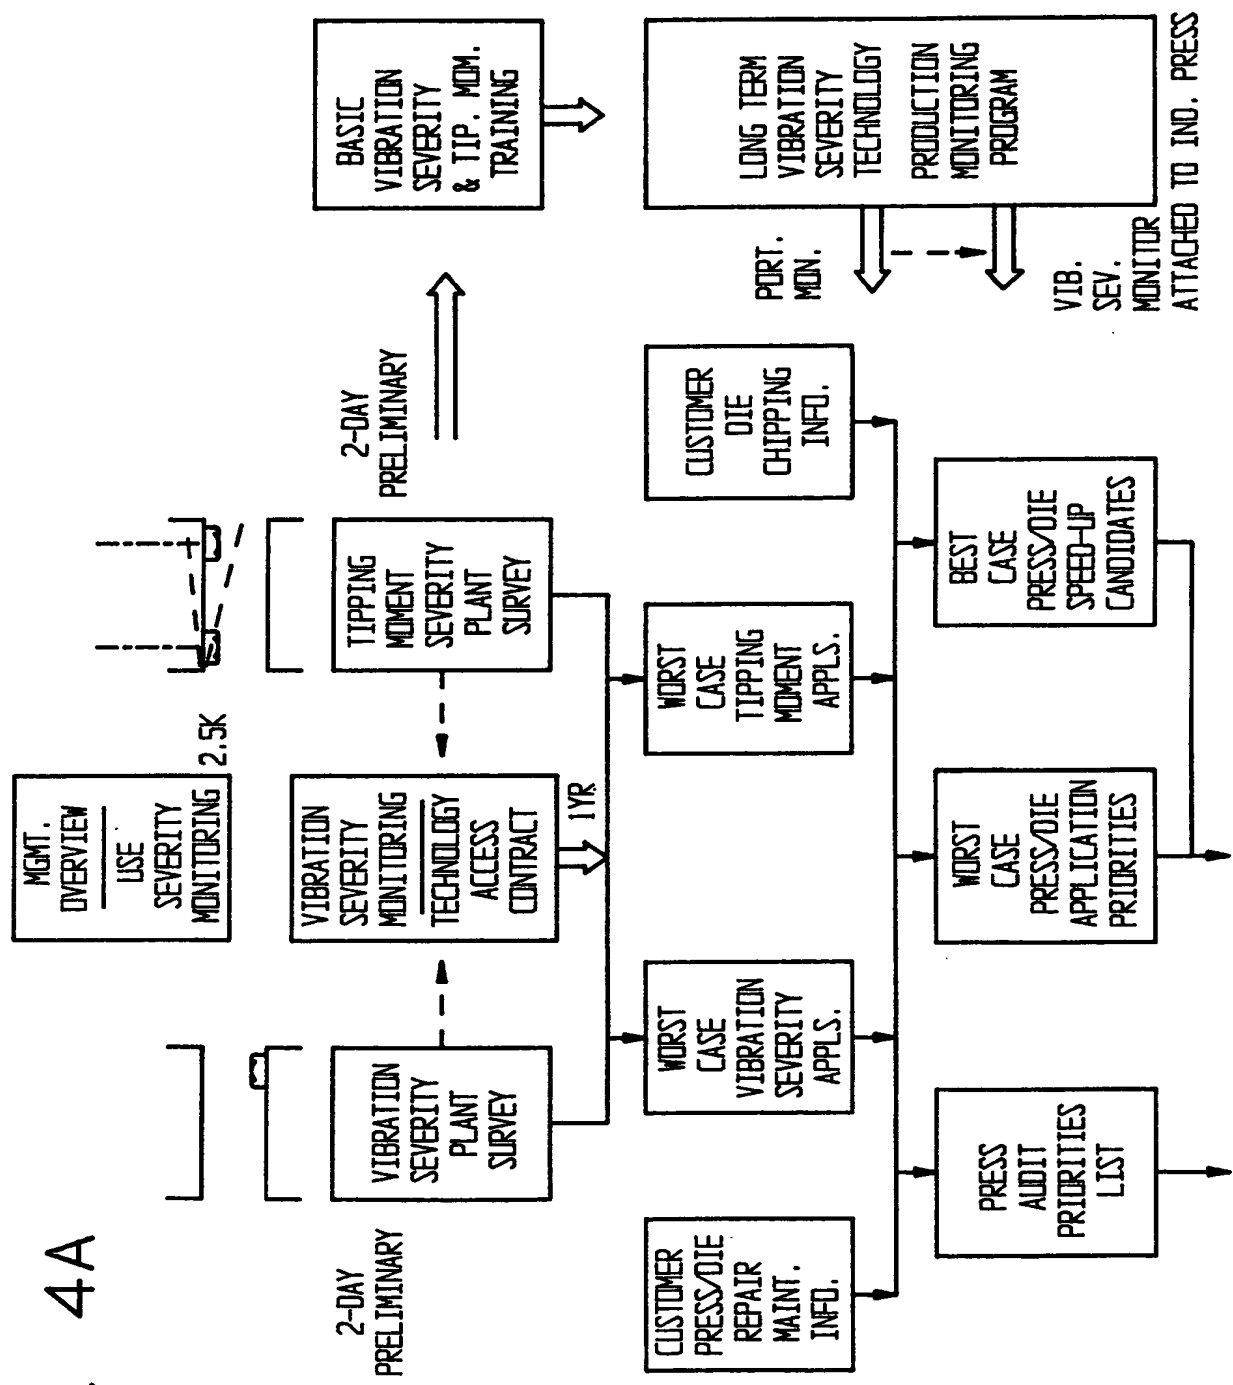 4A
MGMT.
OVERVIEW
USE
SEVERITY
MONITORING
2.5K
2-DAY
PRELIMINARY
VIBRATION
SEVERITY
PLANT
SURVEY
VIBRATION
SEVERITY
MONITORING
TECHNOLOGY
ACCESS
CONTRACT
1YR
TIPPING
MOMENT
SEVERITY
PLANT
SURVEY
2-DAY
PRELIMINARY
BASIC
VIBRATION
SEVERITY
& TIP. MOM.
TRAINING
CUSTOMER
PRESS/DIE
REPAIR
MAINT.
INFO.
WORST
CASE
VIBRATION
SEVERITY
APPLS.
WORST
CASE
TIPPING
MOMENT
APPLS.
CUSTOMER
DIE
CHIPPING
INFO.
PORT.
MON.
LONG TERM
VIBRATION
SEVERITY
TECHNOLOGY
PRODUCTION
MONITORING
PROGRAM
VIB.
SEV.
MONITOR
ATTACHED TO IND. PRESS
PRESS
AUDIT
PRIORITIES
LIST
WORST
CASE
PRESS/DIE
APPLICATION
PRIORITIES
BEST
CASE
PRESS/DIE
SPEED-UP
CANDIDATES